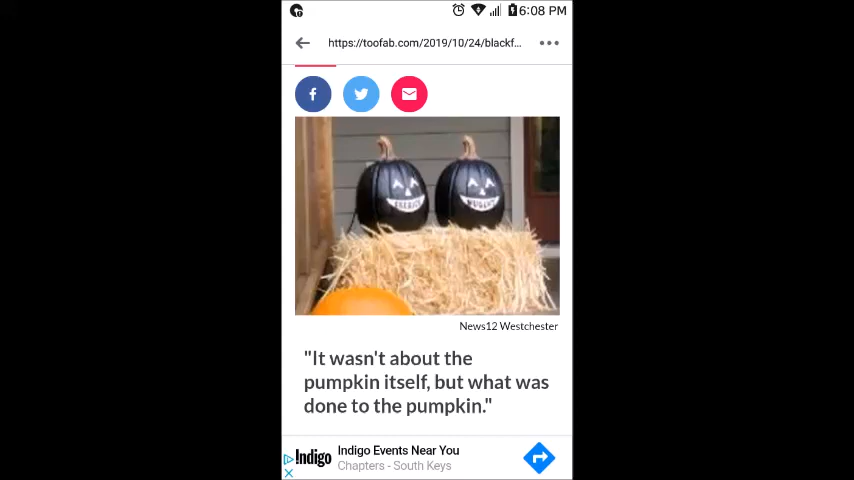 6:08 PM
https://toofab.com/2019/10/24/blackf...
f
News12 Westchester
"It wasn't about the
pumpkin itself, but what was
done to the pumpkin."
!ndigo
Indigo Events Near You
Chapters - South Keys